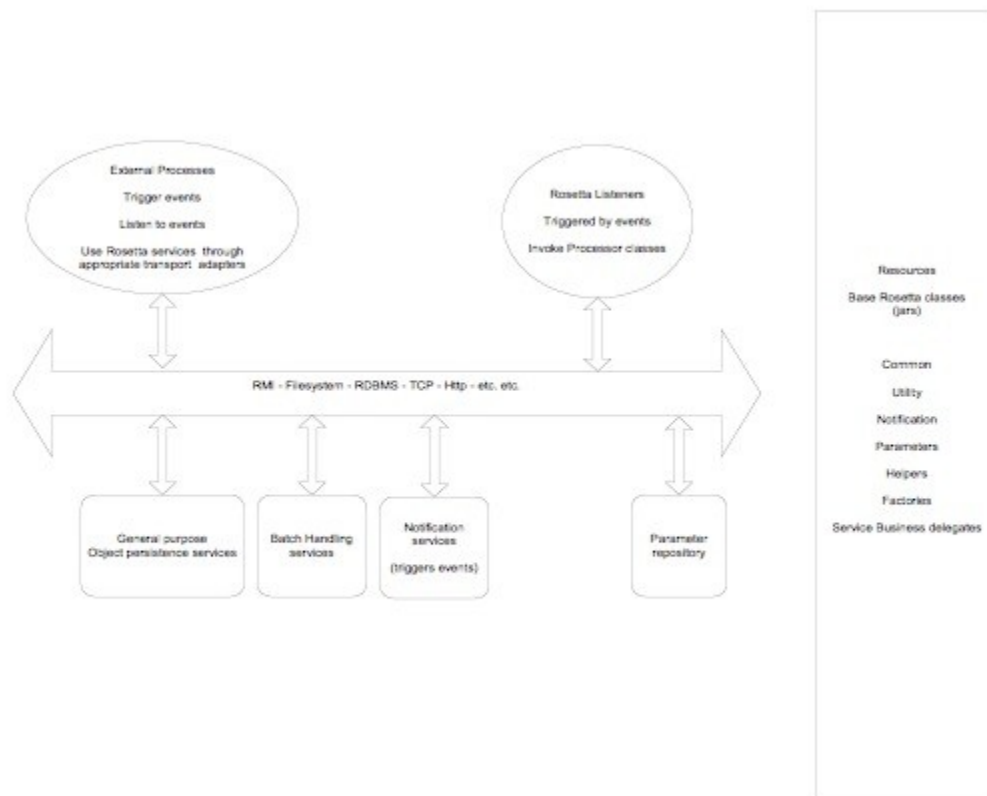 External Processes
Trigger events
Listen to events
Use Rosetta services through
appropriate transport adapters
Rosetta Listeners
Triggered by events
Invoke Processor classes
RMI - Filesystem - RDBMS - TCP - Http - etc. etc.
General purpose
Object persistence services
Batch Handling
services
Notification
services
(triggers events)
Parameter
repository
Resources
Base Rosetta classes
(jars)
Common
Utility
Notification
Parameters
Helpers
Factories
Service Business delegates